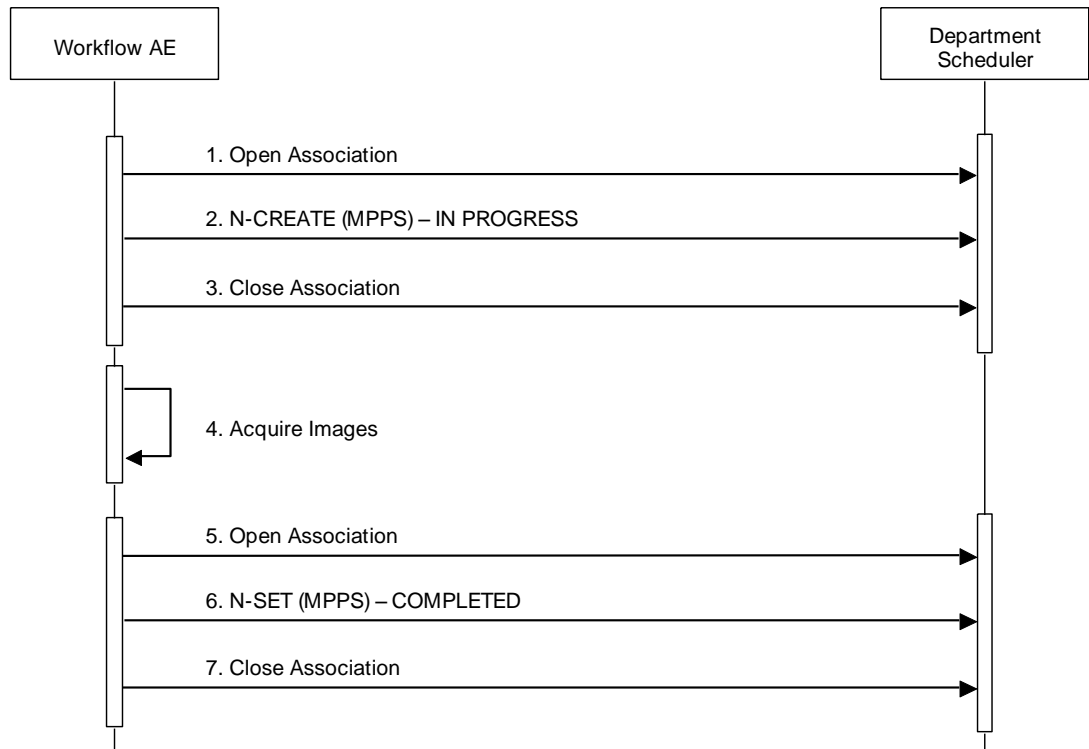 Workflow AE
Department
Scheduler
1. Open Association
2. N-CREATE (MPPS) – IN PROGRESS
3. Close Association
4. Acquire Images
5. Open Association
6. N-SET (MPPS) – COMPLETED
7. Close Association